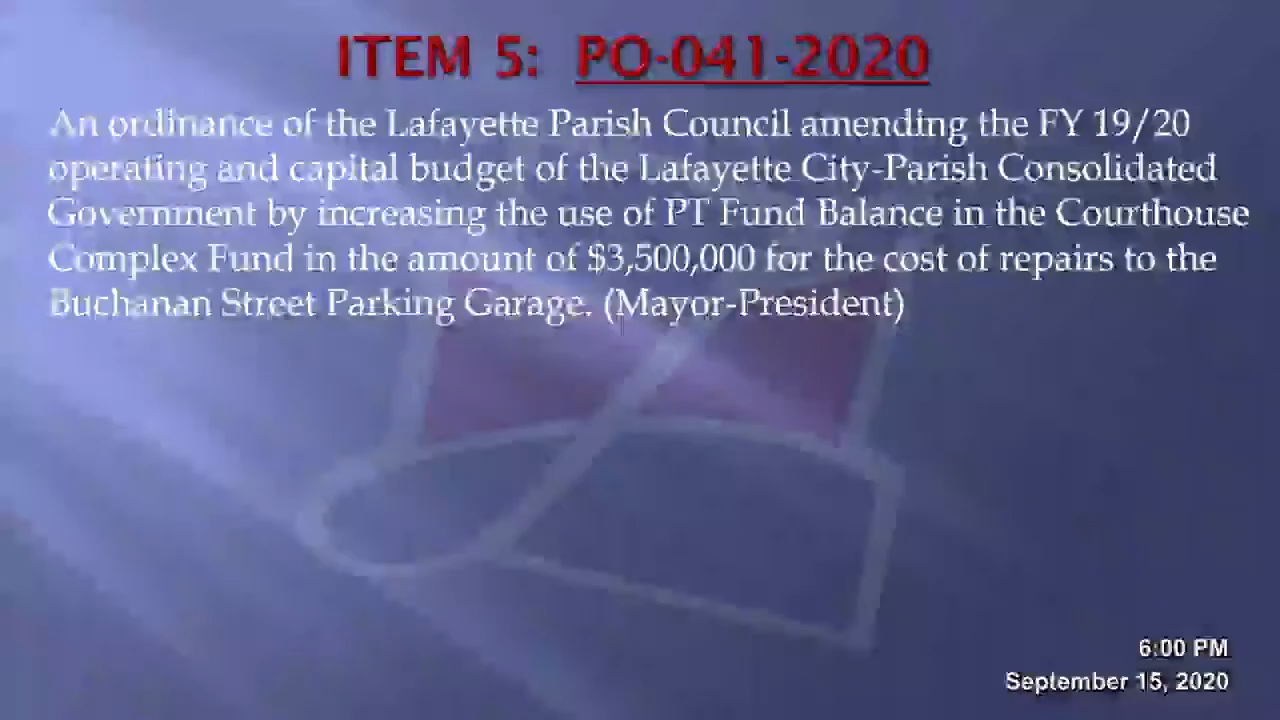 ITEM 5: PO-041-2020
An ordinance of the Lafayette Parish Council amending the FY 19/20
operating and capital budget of the Lafayette City-Parish Consolidated
Government by increasing the use of PT Fund Balance in the Courthouse
Complex Fund in the amount of $3,500,000 for the cost of repairs to the
Buchanan Street Parking Garage. (Mayor-President)
6:00 PM
September 15, 2020